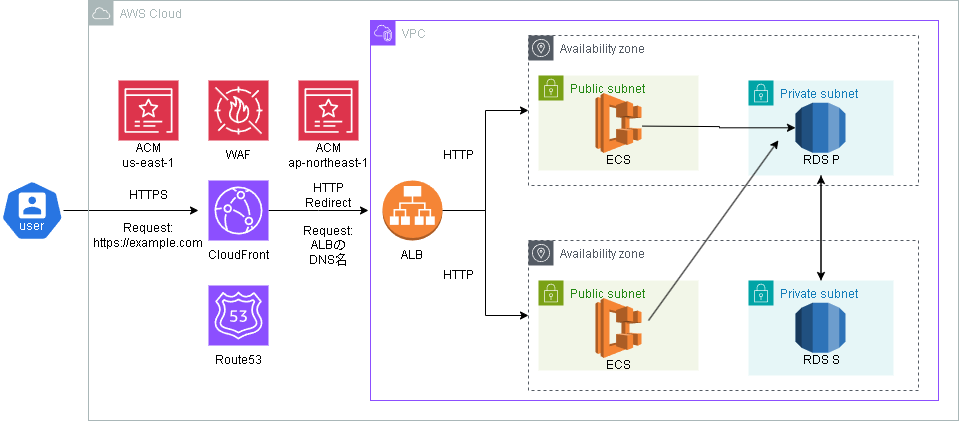 AWS Cloud
VPC
Availability zone
Public subnet
ECS
Private subnet
RDS P
ACM
us-east-1
WAF
ACM
ap-northeast-1
HTTP
HTTPS
Request:
https://example.com
user
CloudFront
HTTP
Redirect
Request:
ALBの
DNS名
ALB
HTTP
Availability zone
Public subnet
ECS
Private subnet
RDS S
53
Route53